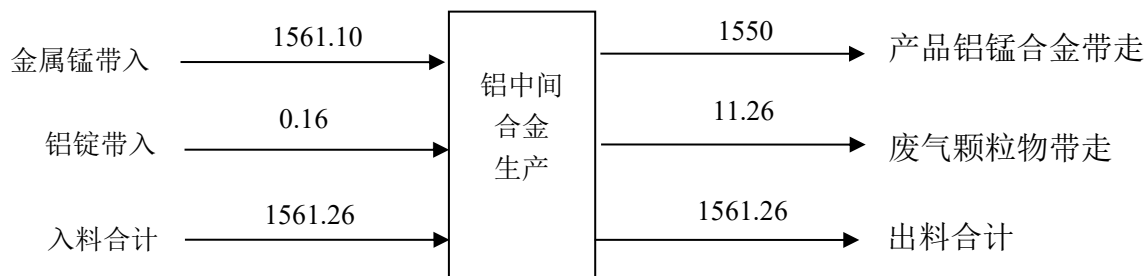 金属锰带入
1561.10
铝锭带入
0.16
入料合计
1561.26
铝中间
合金
生产
1550
产品铝锰合金带走
11.26
废气颗粒物带走
1561.26
出料合计